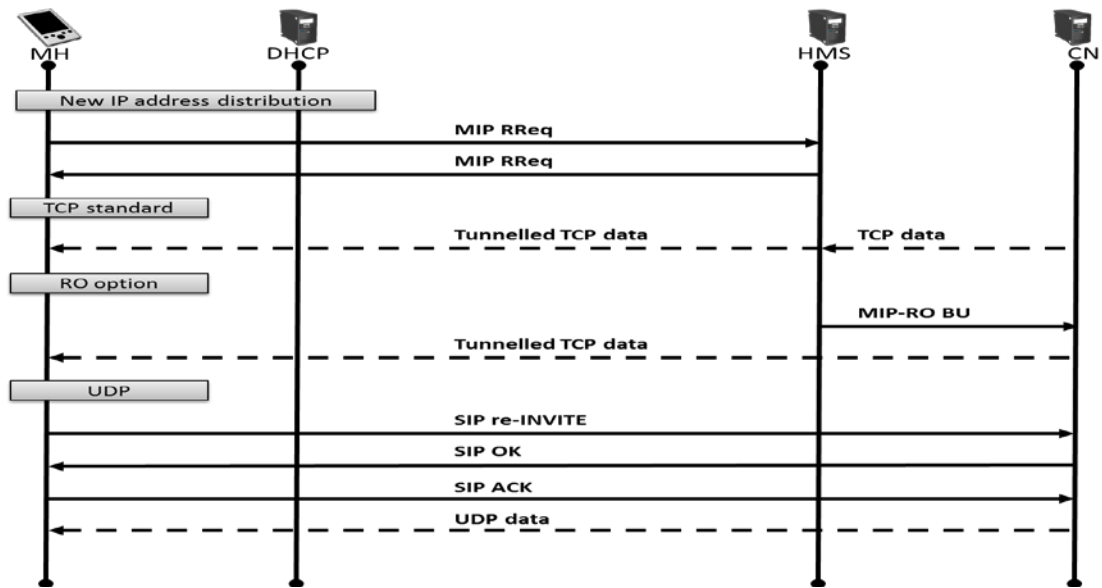 MH DHCP HMS CN
New IP address distribution
MIP RReq
MIP RReq
TCP standard
Tunnelled TCP data TCP data
RO option
MIP-RO BU
Tunnelled TCP data
UDP
SIP re-INVITE
SIP OK
SIP ACK
UDP data